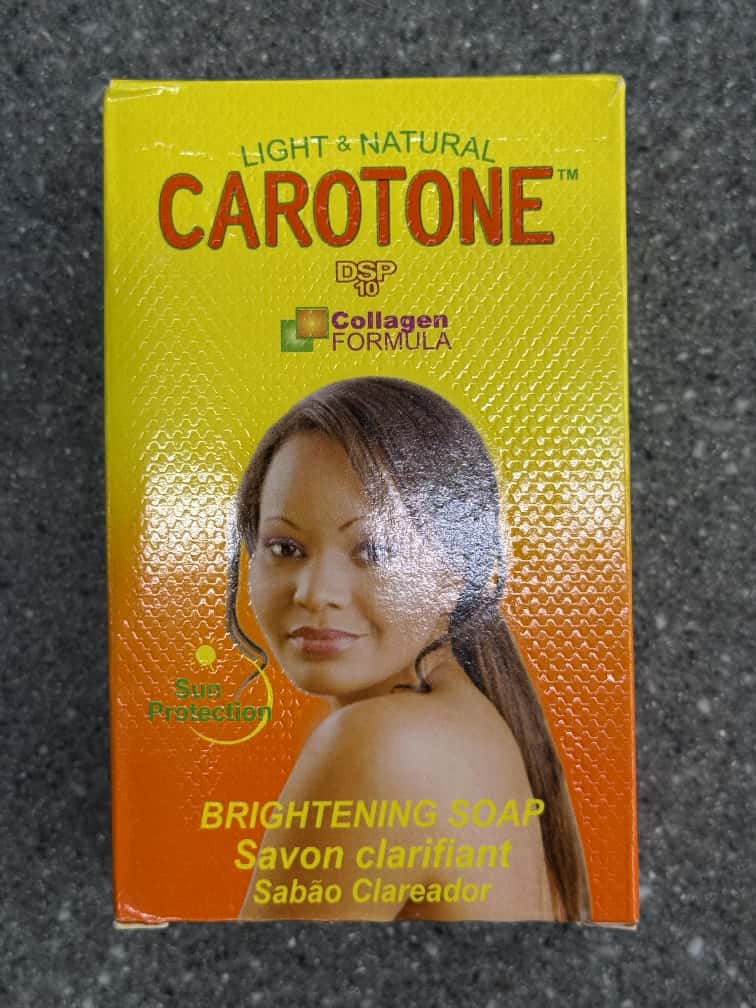 LIGHT & NATURAL
CAROTONE™
DSP
10
Collagen
FORMULA
Sun
Protection
BRIGHTENING SOAP
Savon clarifiant
Sabão Clareador